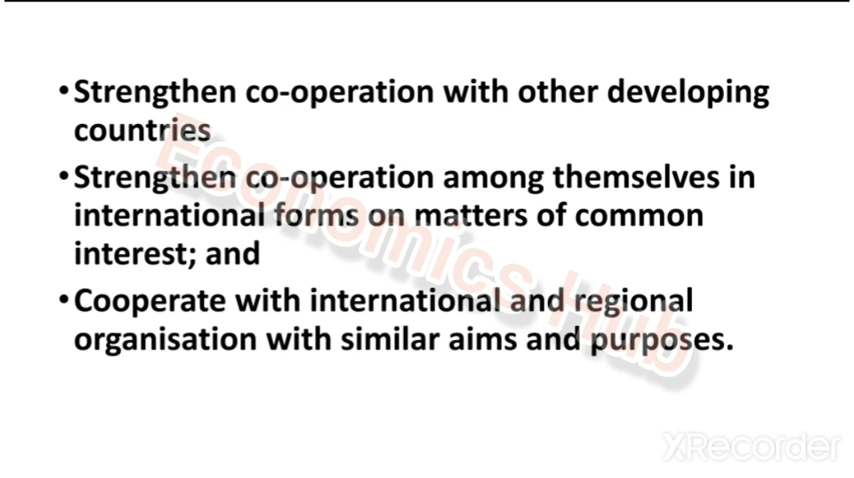 •Strengthen co-operation with other developing
countries
•Strengthen co-operation among themselves in
international forms on matters of common
interest; and
•Cooperate with international and regional
organisation with similar aims and purposes.
Economics Hub
XRecorder